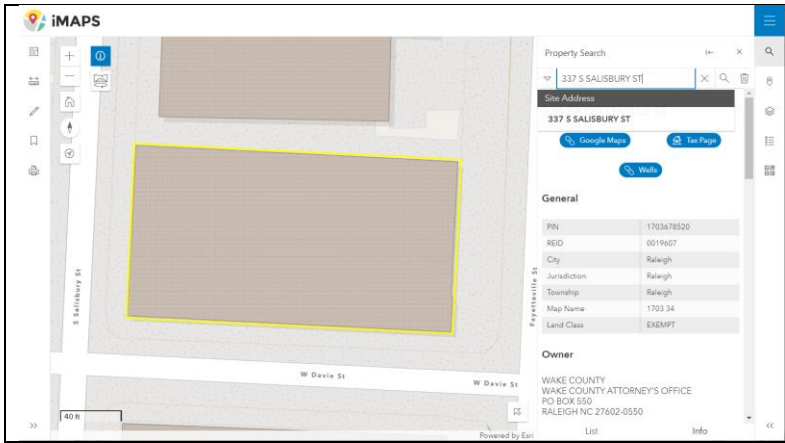 iMAPS
Property Search
337 S SALISBURY ST
Site Address
337 S SALISBURY ST
Google Maps
Tax Page
Wells
General
PIN 1703678520
REID 0019607
City Raleigh
Jurisdiction Raleigh
Township Raleigh
Map Name 1703 34
Land Class EXEMPT
Owner
WAKE COUNTY
WAKE COUNTY ATTORNEY'S OFFICE
PO BOX 550
RALEIGH NC 27602-0550
List Info
S Salisbury St
Fayetteville St
W Davie St
W Davie St
40 ft
Powered by Esri